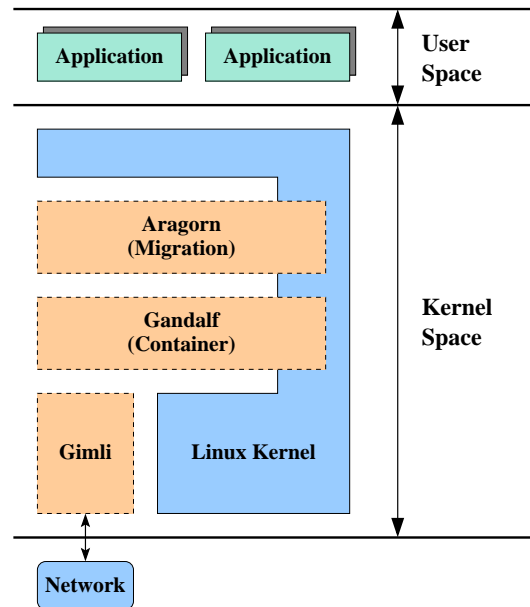 Application
Application
User
Space
Aragorn
(Migration)
Gandalf
(Container)
Kernel
Space
Gimli
Linux Kernel
Network